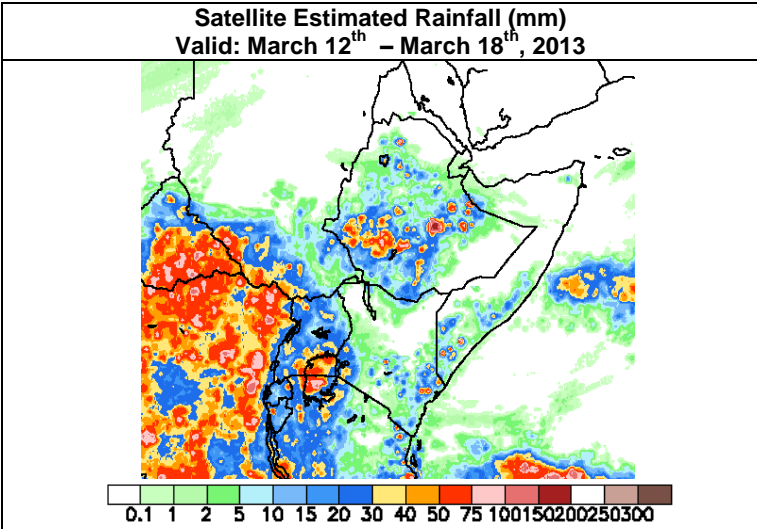 Satellite Estimated Rainfall (mm)
Valid: March 12th – March 18th, 2013
0.1 1 2 5 10 15 20 30 40 50 75 100150200250300